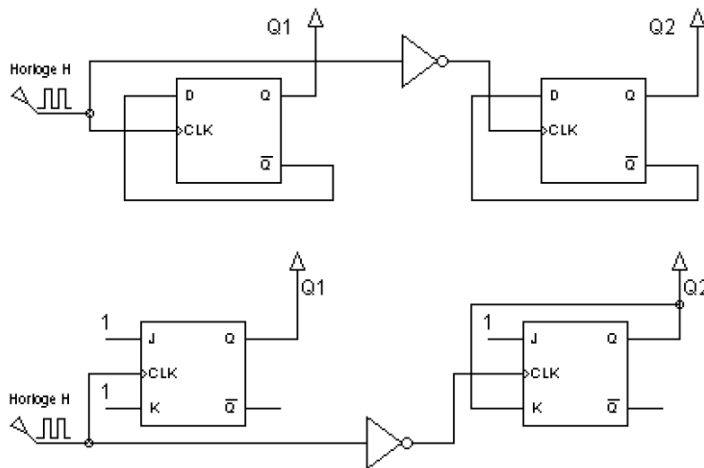 Q1
Q2
Horloge H
D Q
CLK
Q̅
D Q
CLK
Q̅
Q1
Q2
1
J Q
CLK
1
K Q̅
Horloge H
1
J Q
CLK
K Q̅